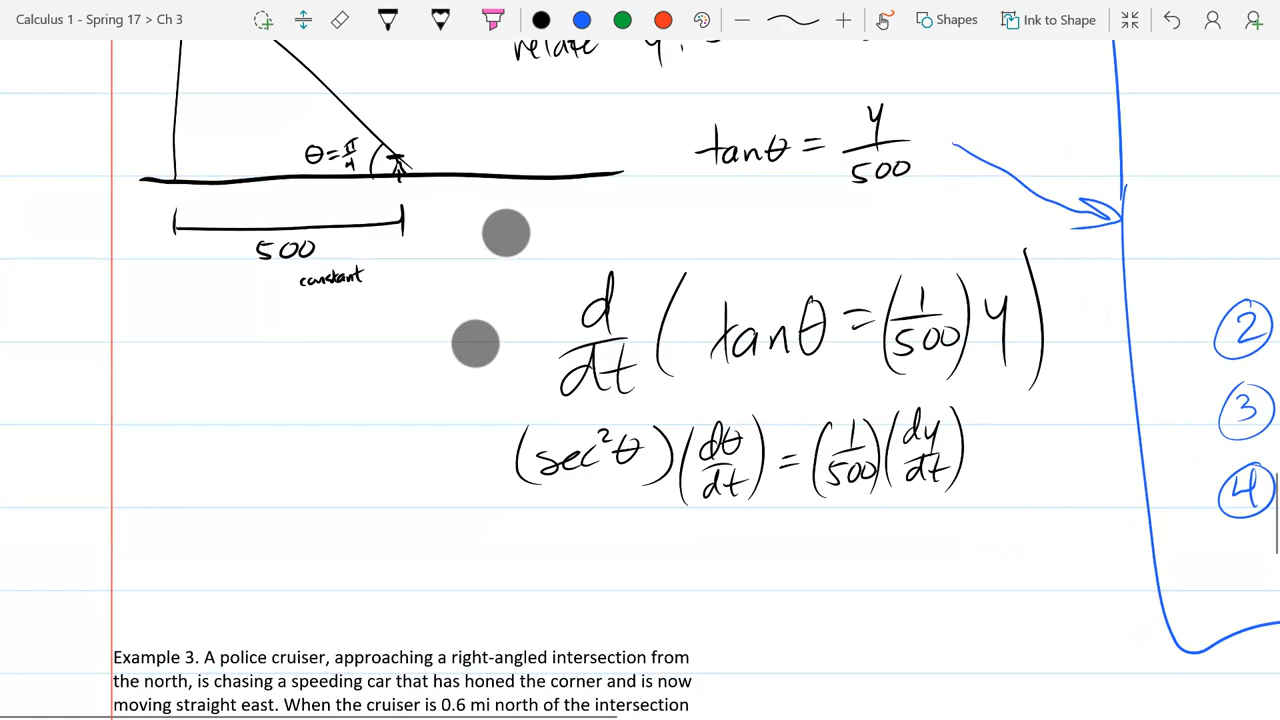 Calculus 1 - Spring 17 > Ch 3
Shapes
Ink to Shape
relate y,
tanθ = y/500
θ = π/4
500
constant
d/dt ( tanθ = (1/500) y )
(sec²θ)(dθ/dt) = (1/500)(dy/dt)
2
3
4
Example 3. A police cruiser, approaching a right-angled intersection from
the north, is chasing a speeding car that has honed the corner and is now
moving straight east. When the cruiser is 0.6 mi north of the intersection